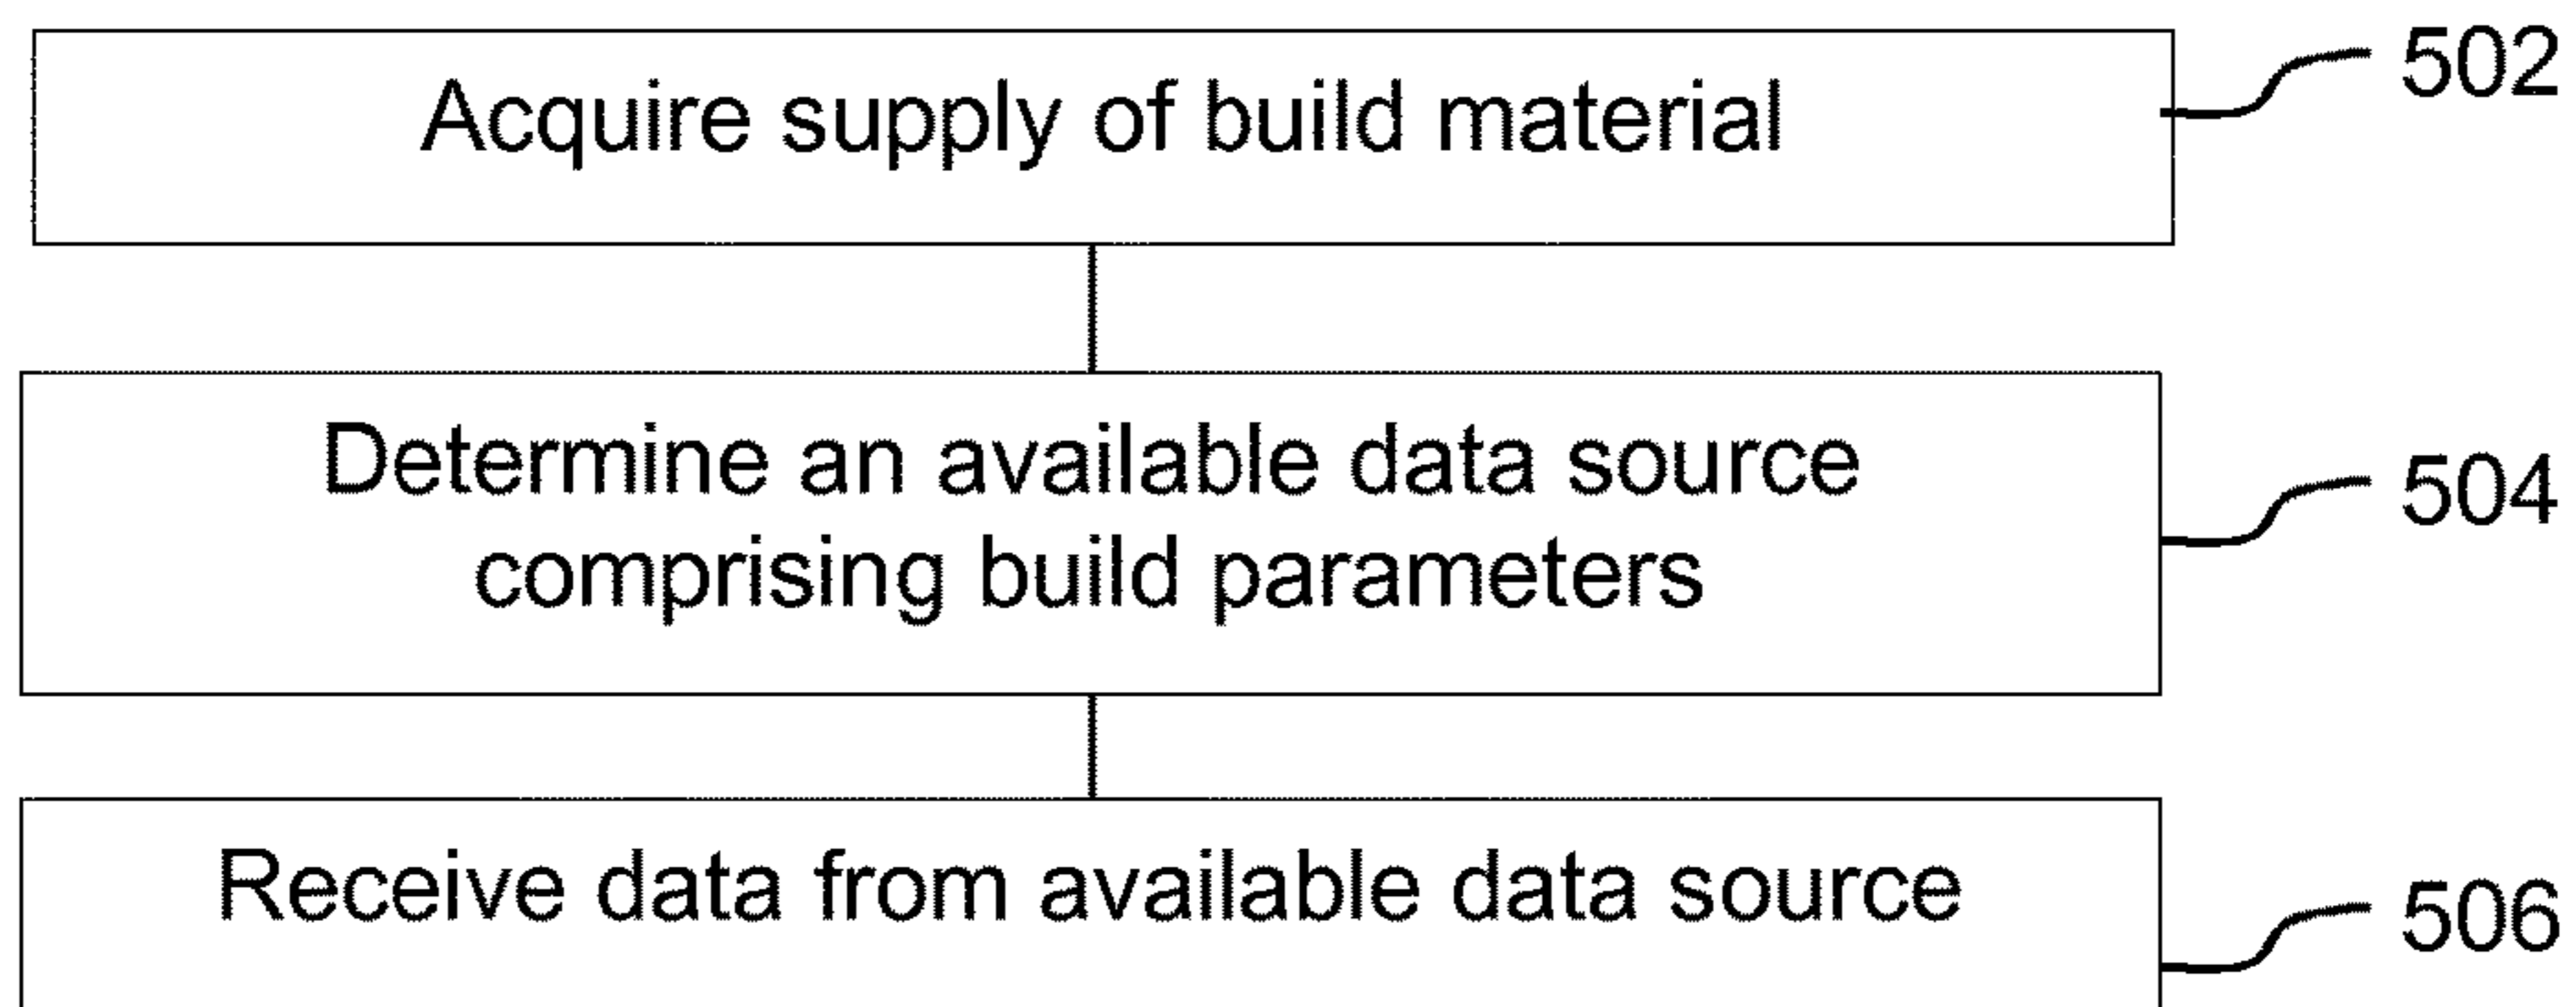 Acquire supply of build material
502
Determine an available data source
comprising build parameters
504
Receive data from available data source
506